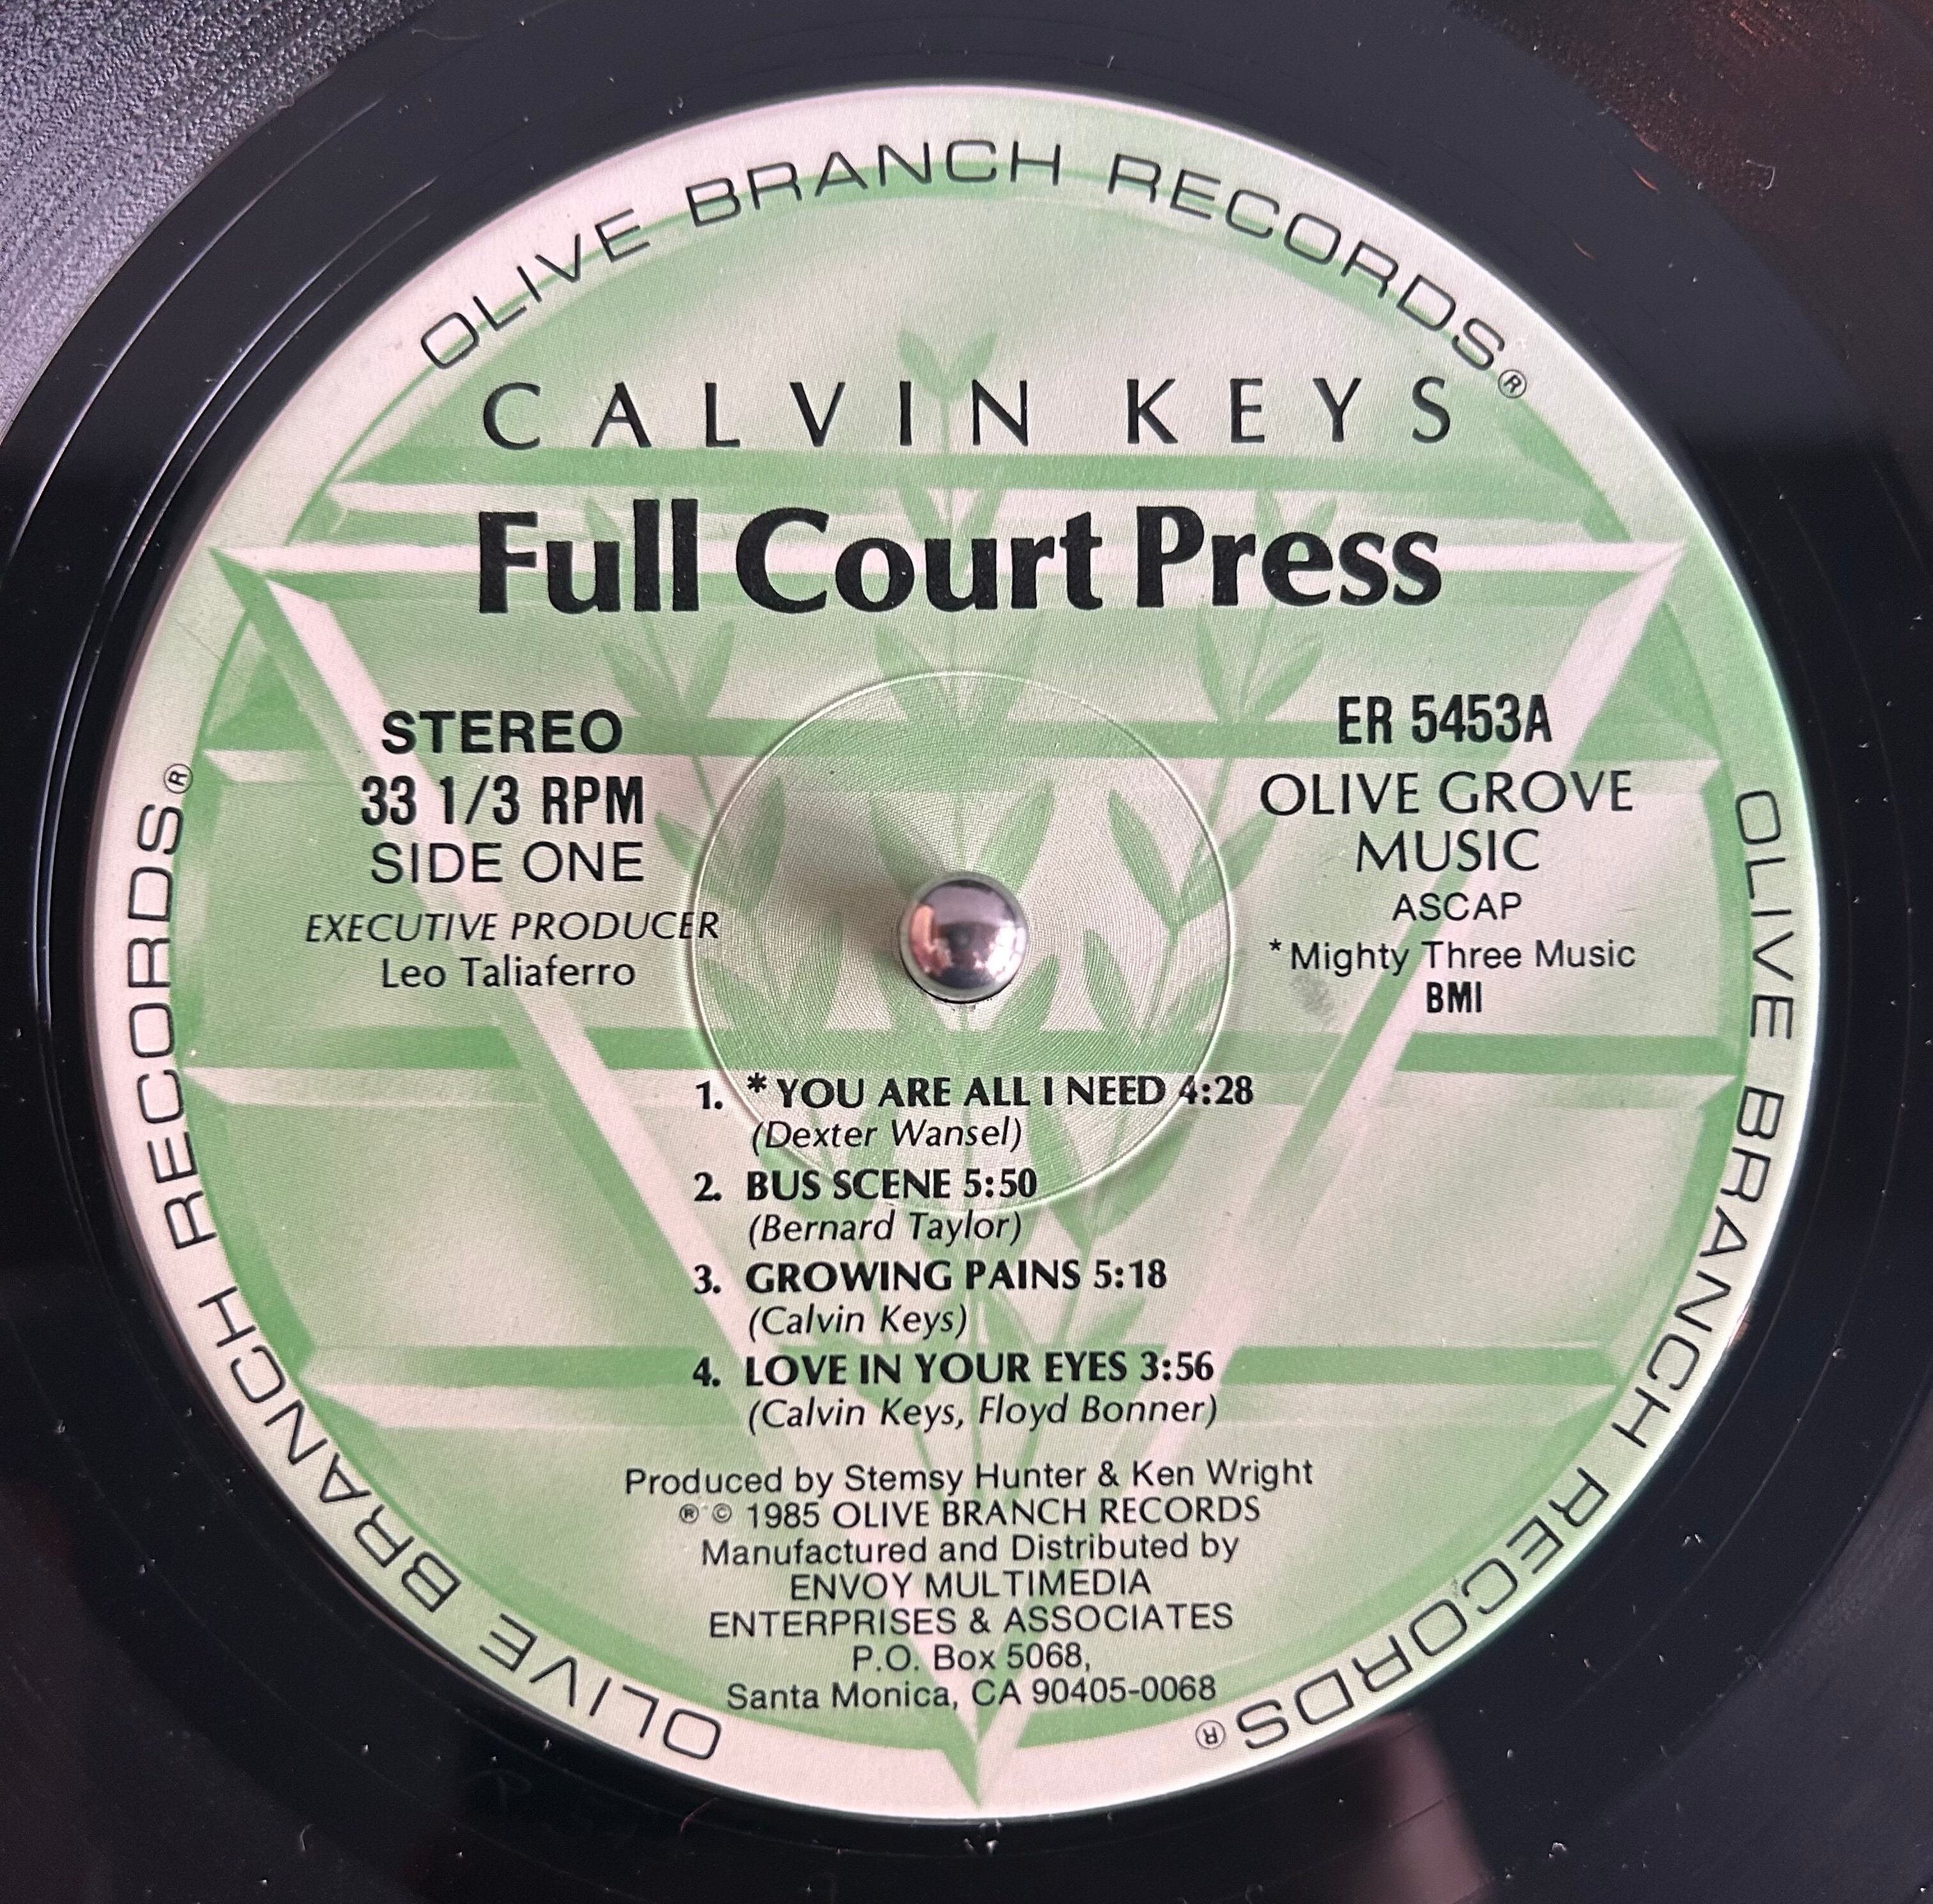 OLIVE BRANCH RECORDS®
CALVIN KEYS
Full Court Press
STEREO
33 1/3 RPM
SIDE ONE
EXECUTIVE PRODUCER
Leo Taliaferro
ER 5453A
OLIVE GROVE
MUSIC
ASCAP
*Mighty Three Music
BMI
1. *YOU ARE ALL I NEED 4:28
(Dexter Wansel)
2. BUS SCENE 5:50
(Bernard Taylor)
3. GROWING PAINS 5:18
(Calvin Keys)
4. LOVE IN YOUR EYES 3:56
(Calvin Keys, Floyd Bonner)
Produced by Stemsy Hunter & Ken Wright
® © 1985 OLIVE BRANCH RECORDS
Manufactured and Distributed by
ENVOY MULTIMEDIA
ENTERPRISES & ASSOCIATES
P.O. Box 5068,
Santa Monica, CA 90405-0068
OLIVE BRANCH RECORDS®
OLIVE BRANCH RECORDS®